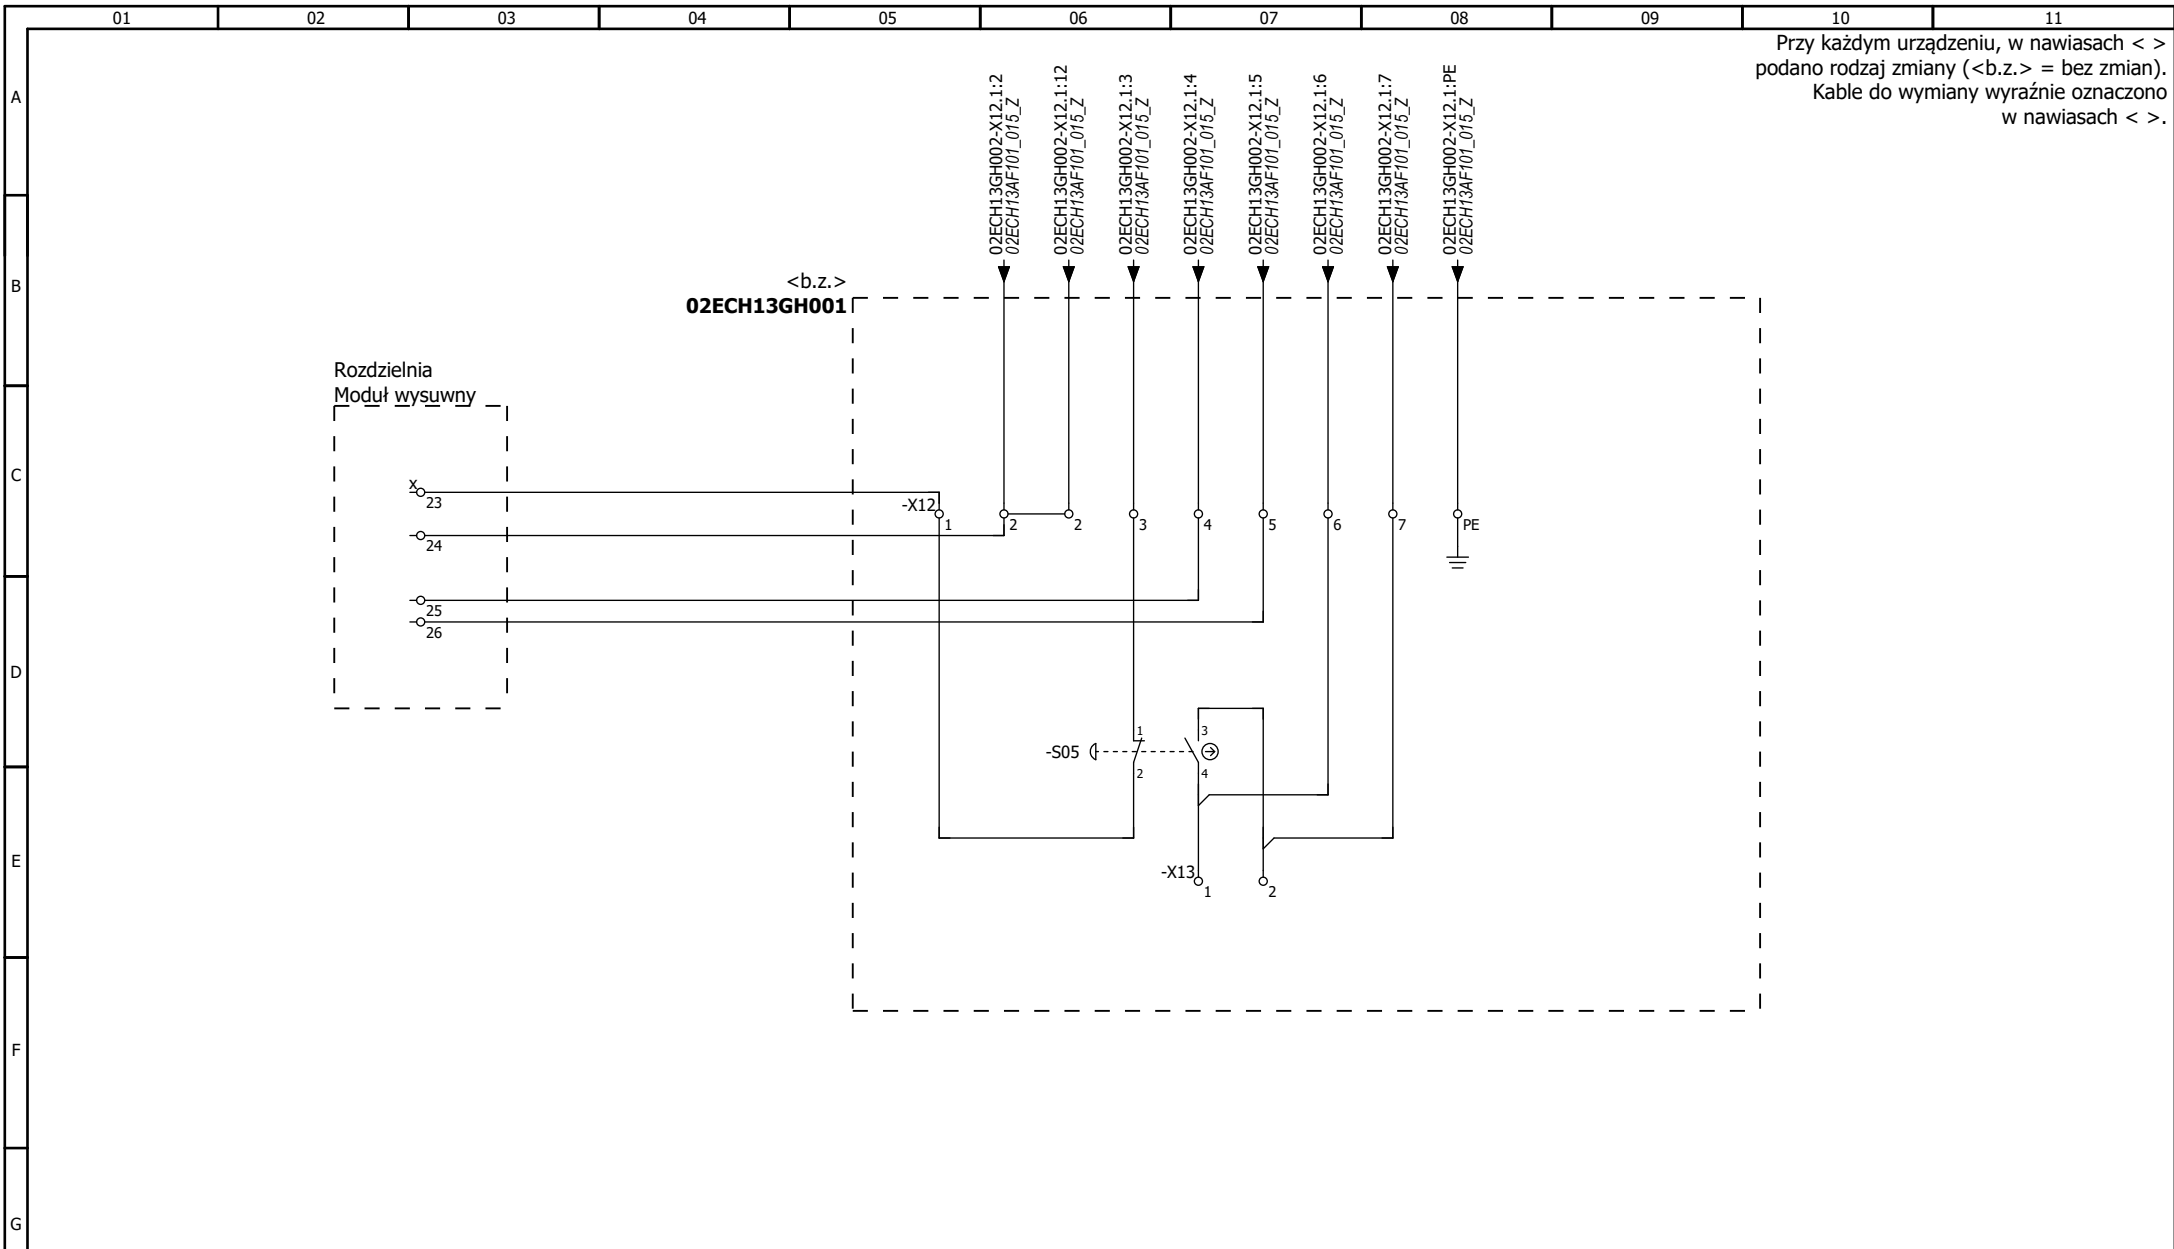 01 02 03 04 05 06 07 08 09 10 11
Przy każdym urządzeniu, w nawiasach < >
podano rodzaj zmiany (<b.z.> = bez zmian).
Kable do wymiany wyraźnie oznaczono
w nawiasach < >.
A
B
C
D
E
F
G
02ECH13GH002-X12.1:2
02ECH13AF101_015_Z
02ECH13GH002-X12.1:12
02ECH13AF101_015_Z
02ECH13GH002-X12.1:3
02ECH13AF101_015_Z
02ECH13GH002-X12.1:4
02ECH13AF101_015_Z
02ECH13GH002-X12.1:5
02ECH13AF101_015_Z
02ECH13GH002-X12.1:6
02ECH13AF101_015_Z
02ECH13GH002-X12.1:7
02ECH13AF101_015_Z
02ECH13GH002-X12.1:PE
02ECH13AF101_015_Z
<b.z.>
02ECH13GH001
Rozdzielnia
Moduł wysuwny
x
23
24
25
26
-X12
1 2 2 3 4 5 6 7 PE
-S05
1 3
2 4
-X13
1 2